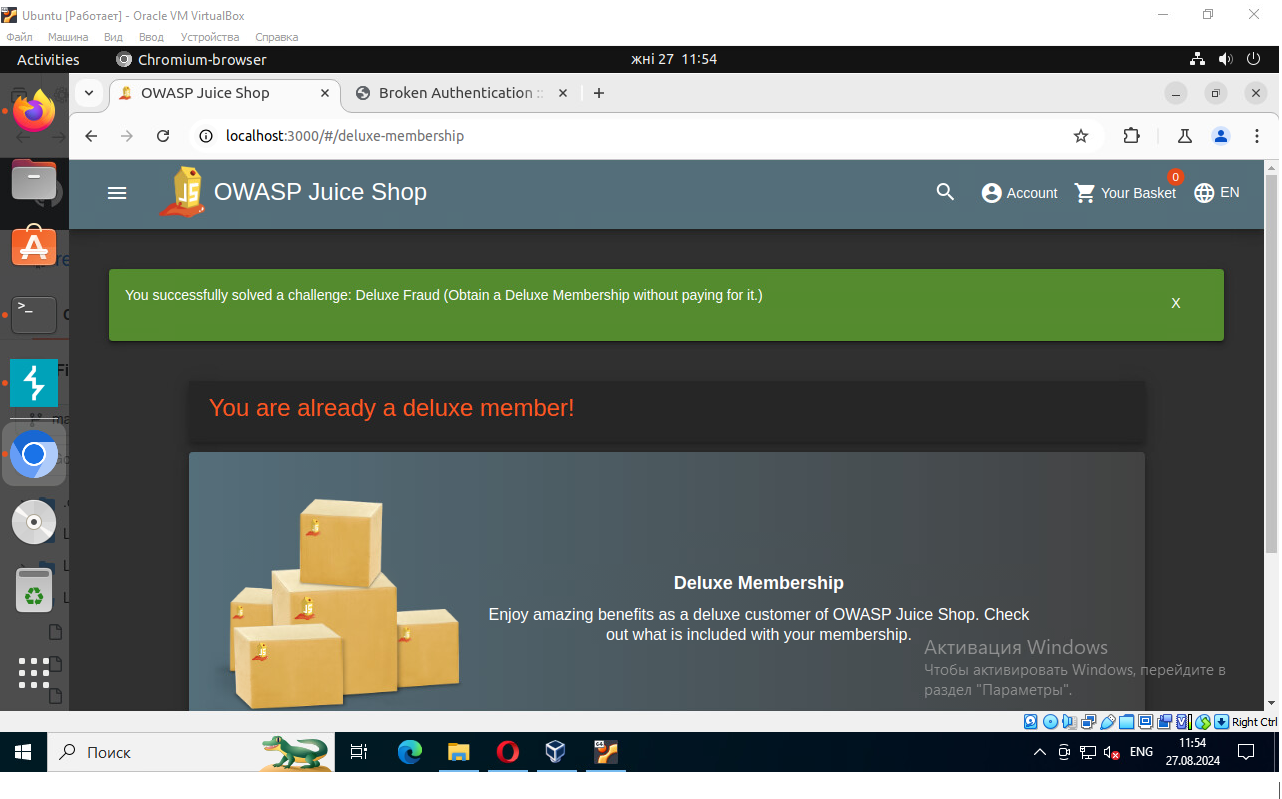 Ubuntu [Работает] - Oracle VM VirtualBox
Файл Машина Вид Ввод Устройства Справка
Activities Chromium-browser жні 27 11:54
OWASP Juice Shop Broken Authentication ::
localhost:3000/#/deluxe-membership
OWASP Juice Shop Account 0 Your Basket EN
You successfully solved a challenge: Deluxe Fraud (Obtain a Deluxe Membership without paying for it.) X
You are already a deluxe member!
Deluxe Membership
Enjoy amazing benefits as a deluxe customer of OWASP Juice Shop. Check
out what is included with your membership.
Активация Windows
Чтобы активировать Windows, перейдите в
раздел "Параметры".
Right Ctrl
Поиск ENG 11:54
27.08.2024